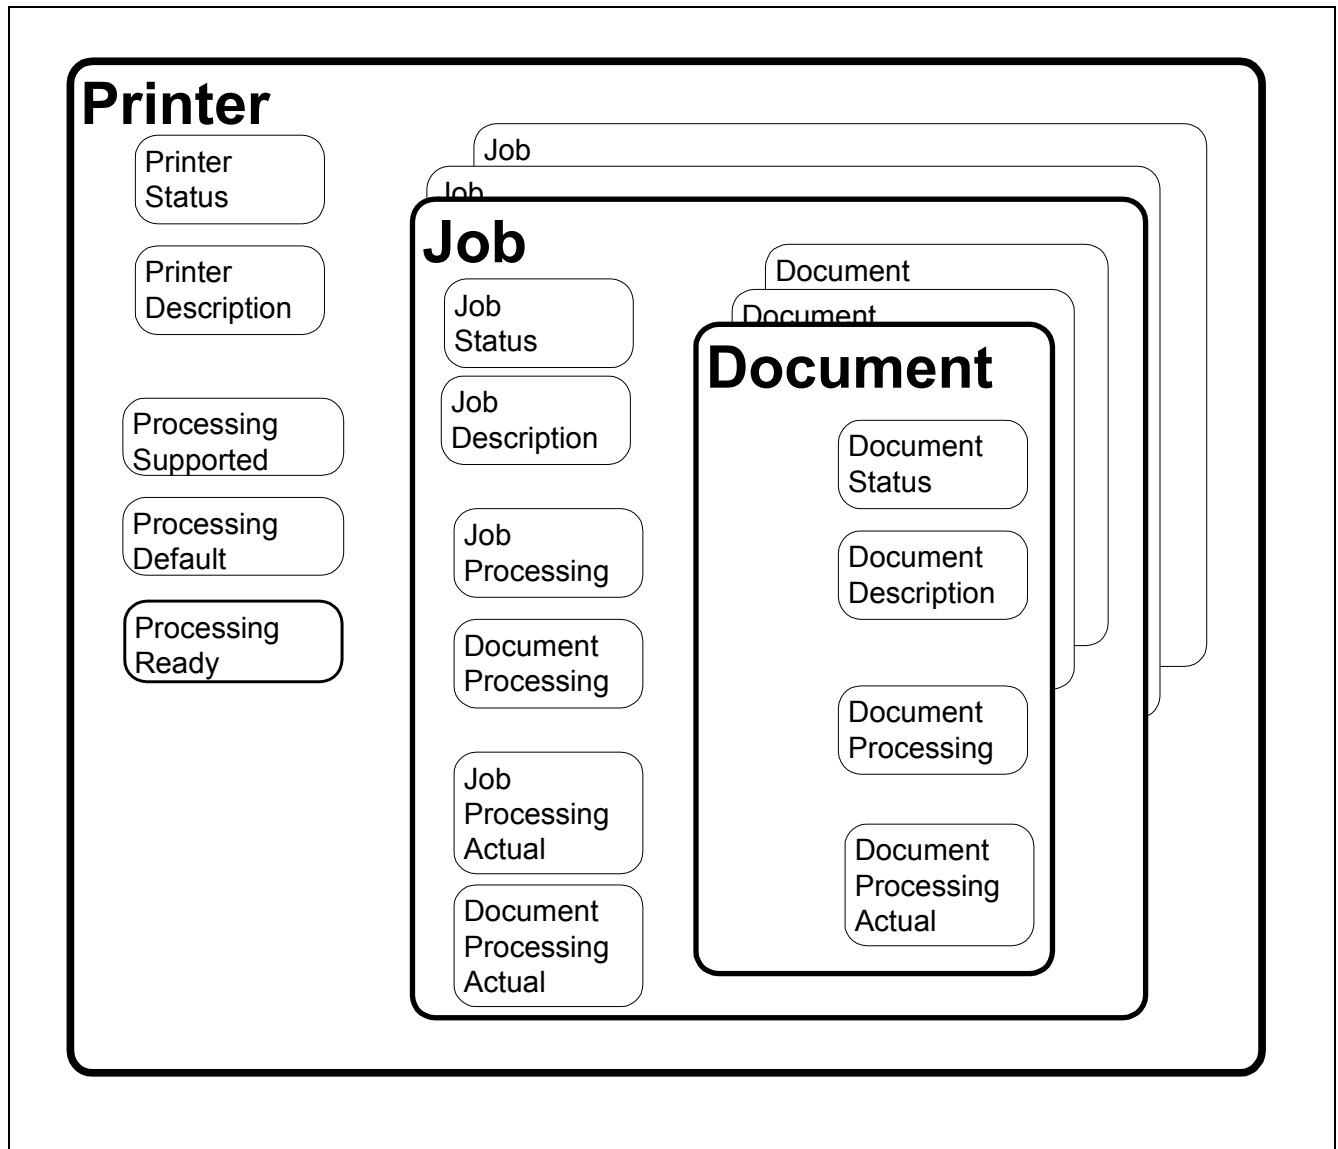 Printer
Printer
Status
Printer
Description
Processing
Supported
Processing
Default
Processing
Ready
Job
Job
Job
Job
Status
Job
Description
Job
Processing
Document
Processing
Job
Processing
Actual
Document
Processing
Actual
Document
Document
Document
Document
Status
Document
Description
Document
Processing
Document
Processing
Actual